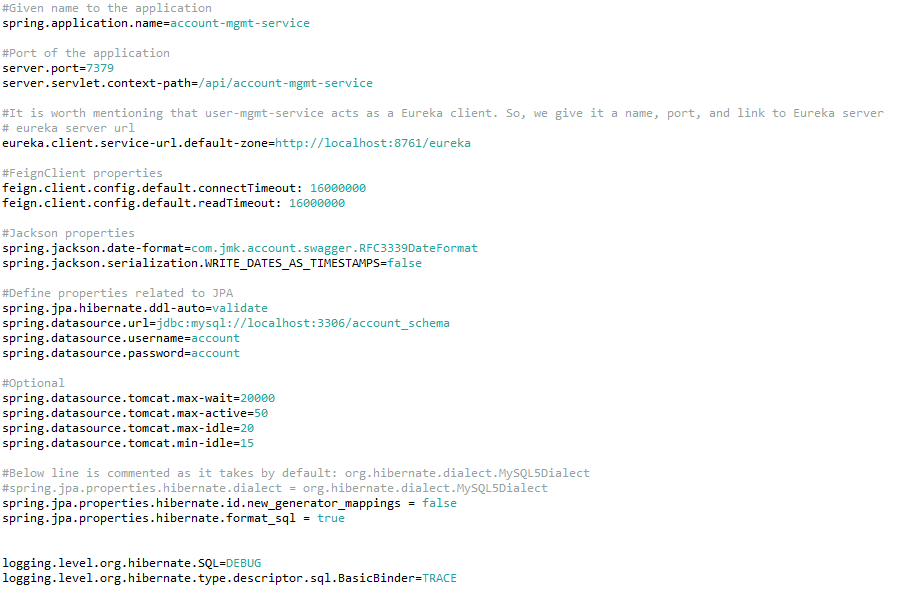 #Given name to the application
spring.application.name=account-mgmt-service
#Port of the application
server.port=7379
server.servlet.context-path=/api/account-mgmt-service
#It is worth mentioning that user-mgmt-service acts as a Eureka client. So, we give it a name, port, and link to Eureka server
# eureka server url
eureka.client.service-url.default-zone=http://localhost:8761/eureka
#FeignClient properties
feign.client.config.default.connectTimeout: 16000000
feign.client.config.default.readTimeout: 16000000
#Jackson properties
spring.jackson.date-format=com.jmk.account.swagger.RFC3339DateFormat
spring.jackson.serialization.WRITE_DATES_AS_TIMESTAMPS=false
#Define properties related to JPA
spring.jpa.hibernate.ddl-auto=validate
spring.datasource.url=jdbc:mysql://localhost:3306/account_schema
spring.datasource.username=account
spring.datasource.password=account
#Optional
spring.datasource.tomcat.max-wait=20000
spring.datasource.tomcat.max-active=50
spring.datasource.tomcat.max-idle=20
spring.datasource.tomcat.min-idle=15
#Below line is commented as it takes by default: org.hibernate.dialect.MySQL5Dialect
#spring.jpa.properties.hibernate.dialect = org.hibernate.dialect.MySQL5Dialect
spring.jpa.properties.hibernate.id.new_generator_mappings = false
spring.jpa.properties.hibernate.format_sql = true
logging.level.org.hibernate.SQL=DEBUG
logging.level.org.hibernate.type.descriptor.sql.BasicBinder=TRACE